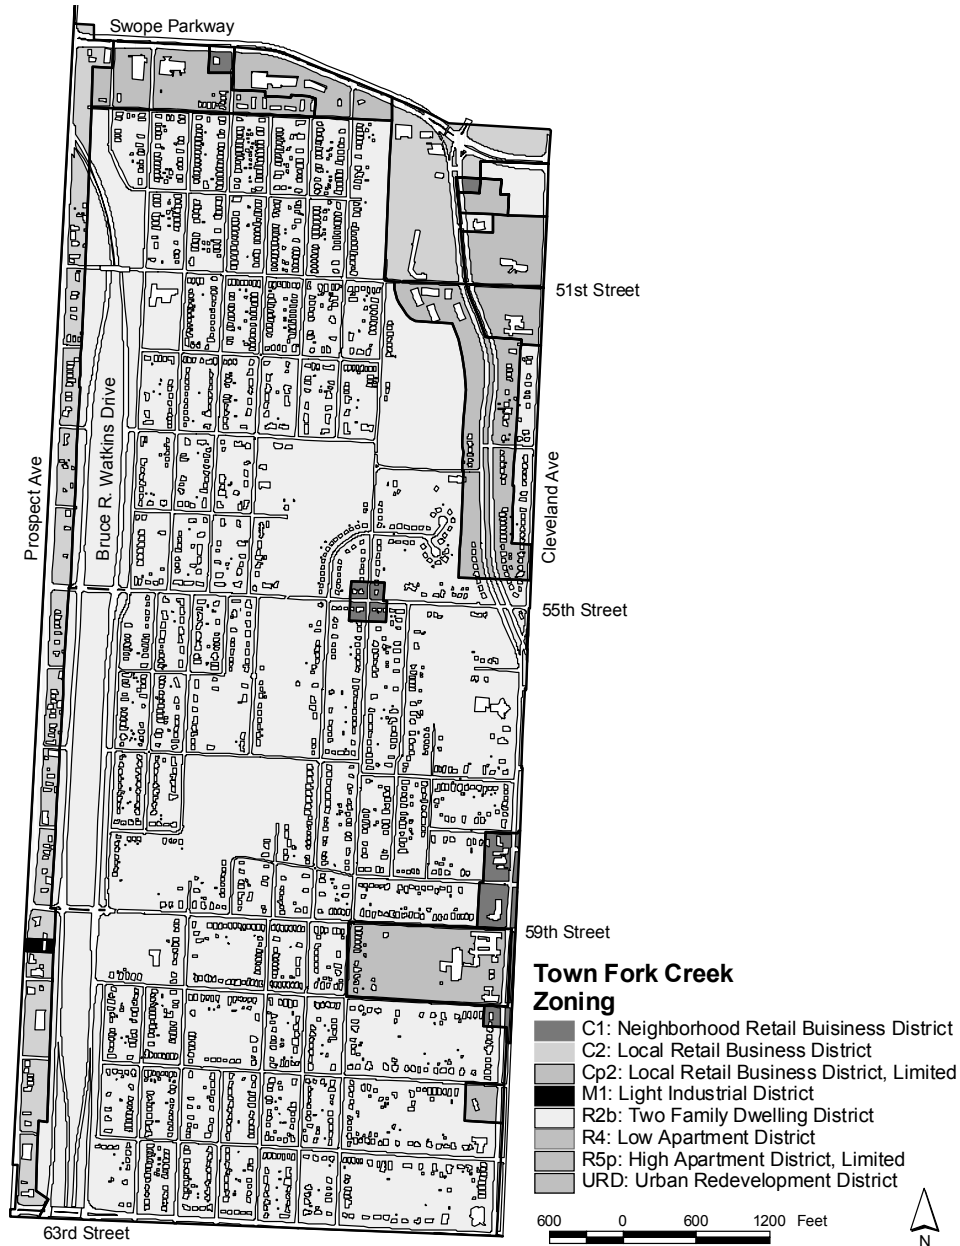 Swope Parkway
51st Street
Prospect Ave
Bruce R. Watkins Drive
Cleveland Ave
55th Street
59th Street
Town Fork Creek
Zoning
C1: Neighborhood Retail Buisiness District
C2: Local Retail Business District
Cp2: Local Retail Business District, Limited
M1: Light Industrial District
R2b: Two Family Dwelling District
R4: Low Apartment District
R5p: High Apartment District, Limited
URD: Urban Redevelopment District
600 0 600 1200 Feet
N
63rd Street